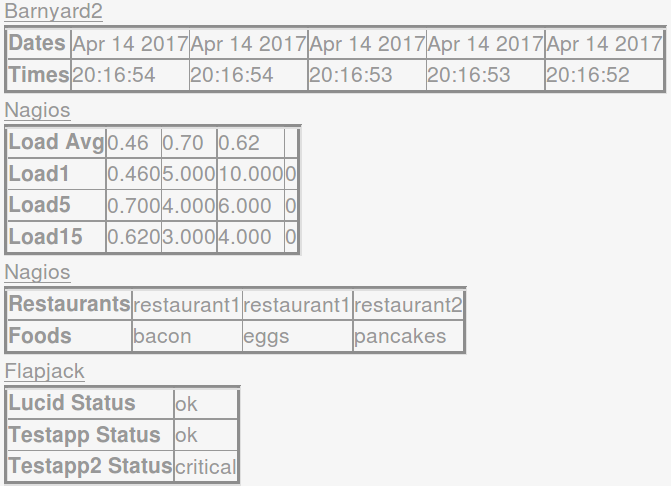 Barnyard2
Dates Apr 14 2017 Apr 14 2017 Apr 14 2017 Apr 14 2017 Apr 14 2017
Times 20:16:54 20:16:54 20:16:53 20:16:53 20:16:52
Nagios
Load Avg 0.46 0.70 0.62
Load1 0.460 5.000 10.000 0
Load5 0.700 4.000 6.000 0
Load15 0.620 3.000 4.000 0
Nagios
Restaurants restaurant1 restaurant1 restaurant2
Foods bacon eggs pancakes
Flapjack
Lucid Status ok
Testapp Status ok
Testapp2 Status critical